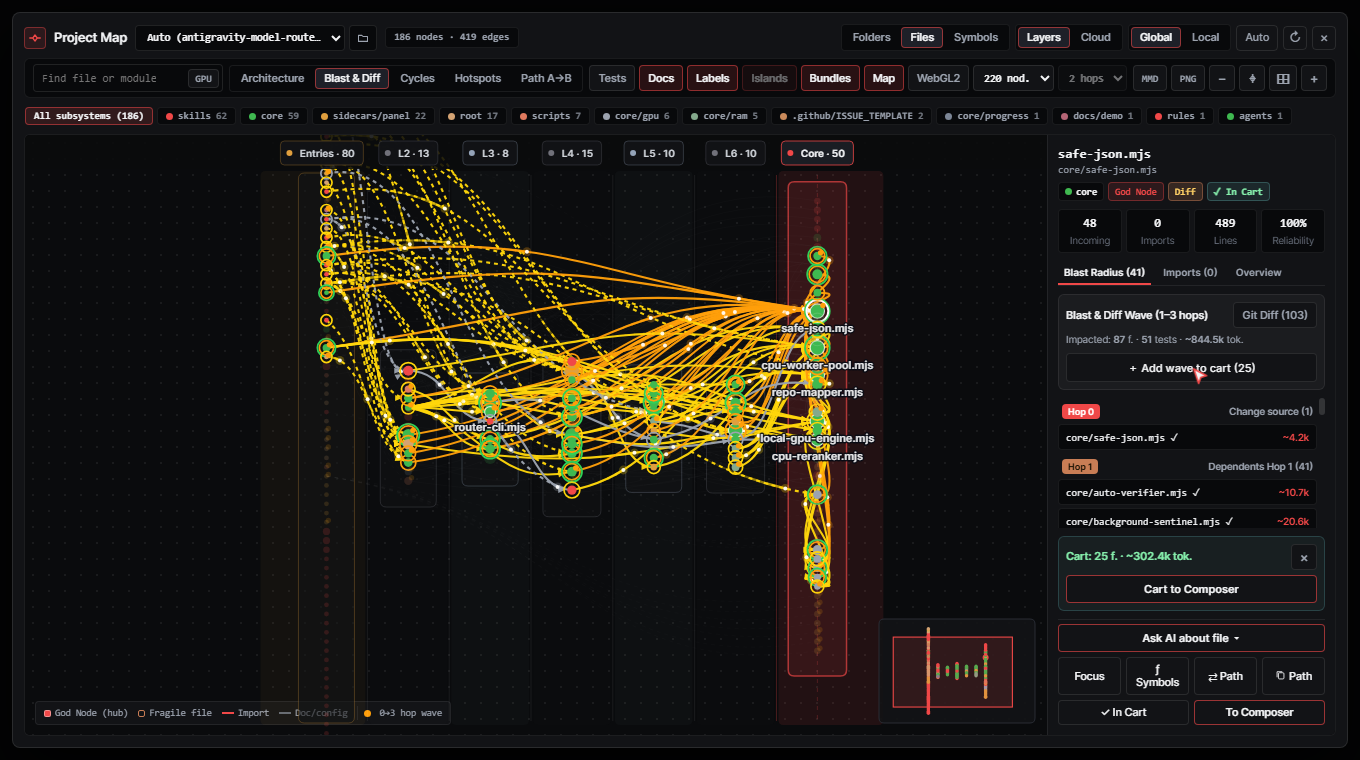 Project Map
Auto (antigravity-model-route…
186 nodes · 419 edges
Folders Files Symbols Layers Cloud Global Local Auto
Find file or module GPU
Architecture Blast & Diff Cycles Hotspots Path A→B
Tests Docs Labels Islands Bundles Map WebGL2 220 nod. 2 hops MMD PNG
All subsystems (186) skills 62 core 59 sidecars/panel 22 root 17 scripts 7 core/gpu 6 core/ram 5 .github/ISSUE_TEMPLATE 2 core/progress 1 docs/demo 1 rules 1 agents 1
Entries · 80 L2 · 13 L3 · 8 L4 · 15 L5 · 10 L6 · 10 Core · 50
safe-json.mjs
cpu-worker-pool.mjs
repo-mapper.mjs
router-cli.mjs
local-gpu-engine.mjs
cpu-reranker.mjs
God Node (hub) Fragile file Import Doc/config 0→3 hop wave
safe-json.mjs
core/safe-json.mjs
core God Node Diff ✓ In Cart
48 0 489 100%
Incoming Imports Lines Reliability
Blast Radius (41) Imports (0) Overview
Blast & Diff Wave (1–3 hops) Git Diff (103)
Impacted: 87 f. · 51 tests · ~844.5k tok.
+ Add wave to cart (25)
Hop 0 Change source (1)
core/safe-json.mjs ✓ ~4.2k
Hop 1 Dependents Hop 1 (41)
core/auto-verifier.mjs ✓ ~10.7k
core/background-sentinel.mjs ✓ ~20.6k
Cart: 25 f. · ~302.4k tok. ×
Cart to Composer
Ask AI about file
Focus ƒ Symbols ⇄ Path Path
✓ In Cart To Composer